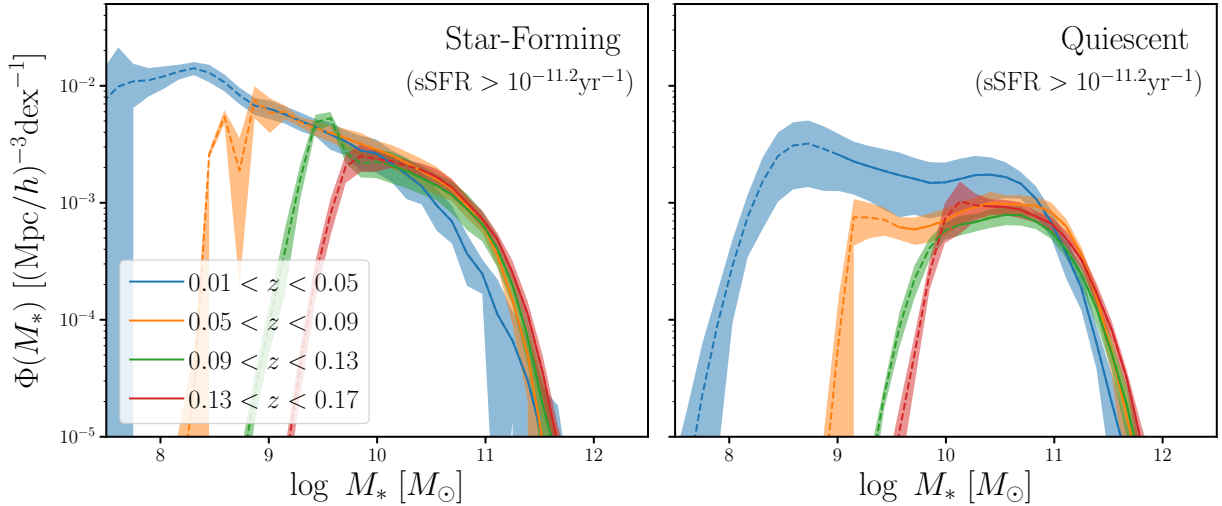 Star-Forming
(sSFR > 10^{-11.2}yr^{-1})
Quiescent
(sSFR > 10^{-11.2}yr^{-1})
Φ(M_*) [(Mpc/h)^{-3}dex^{-1}]
10^{-2}
10^{-3}
10^{-4}
10^{-5}
0.01 < z < 0.05
0.05 < z < 0.09
0.09 < z < 0.13
0.13 < z < 0.17
8 9 10 11 12
8 9 10 11 12
log M_* [M_⊙]
log M_* [M_⊙]